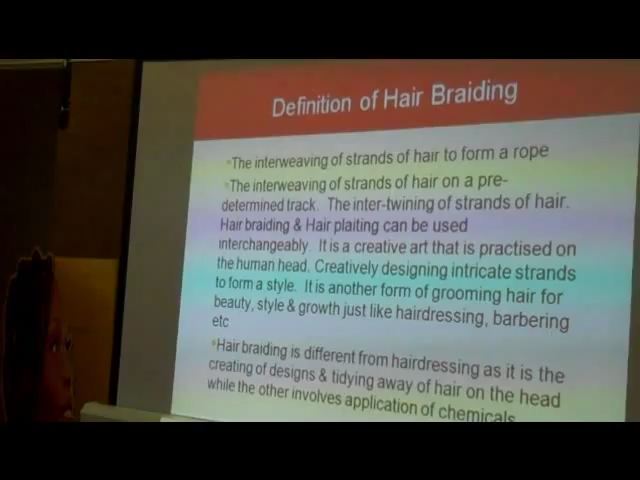 Definition of Hair Braiding
The interweaving of strands of hair to form a rope
The interweaving of strands of hair on a pre-
determined track. The inter-twining of strands of hair.
Hair braiding & Hair plaiting can be used
interchangeably. It is a creative art that is practised on
the human head. Creatively designing intricate strands
to form a style. It is another form of grooming hair for
beauty, style & growth just like hairdressing, barbering
etc
Hair braiding is different from hairdressing as it is the
creating of designs & tidying away of hair on the head
while the other involves application of chemicals